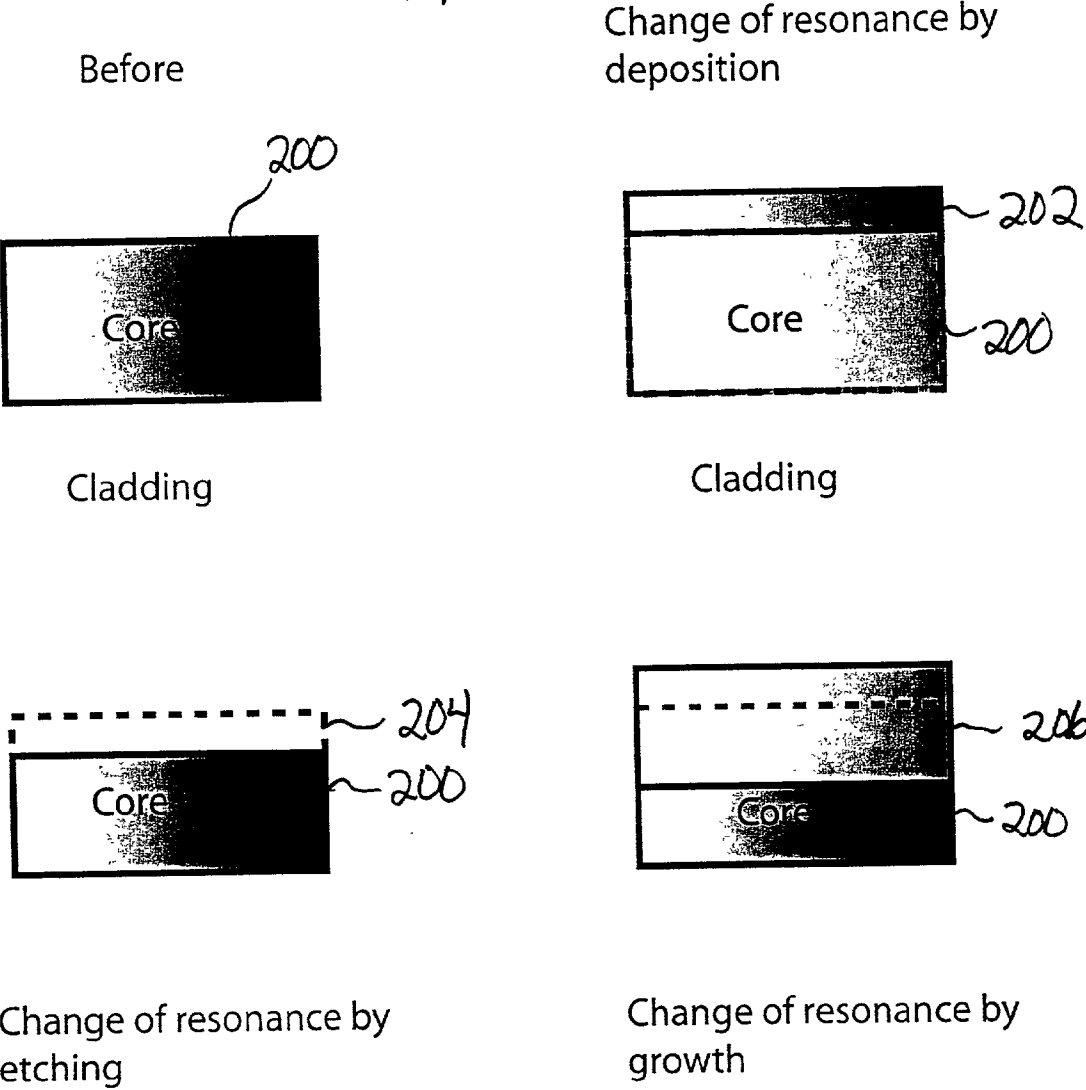 Before
Change of resonance by
deposition
200
202
Core
Core
200
Cladding
Cladding
204
200
Core
206
200
Core
Change of resonance by
etching
Change of resonance by
growth